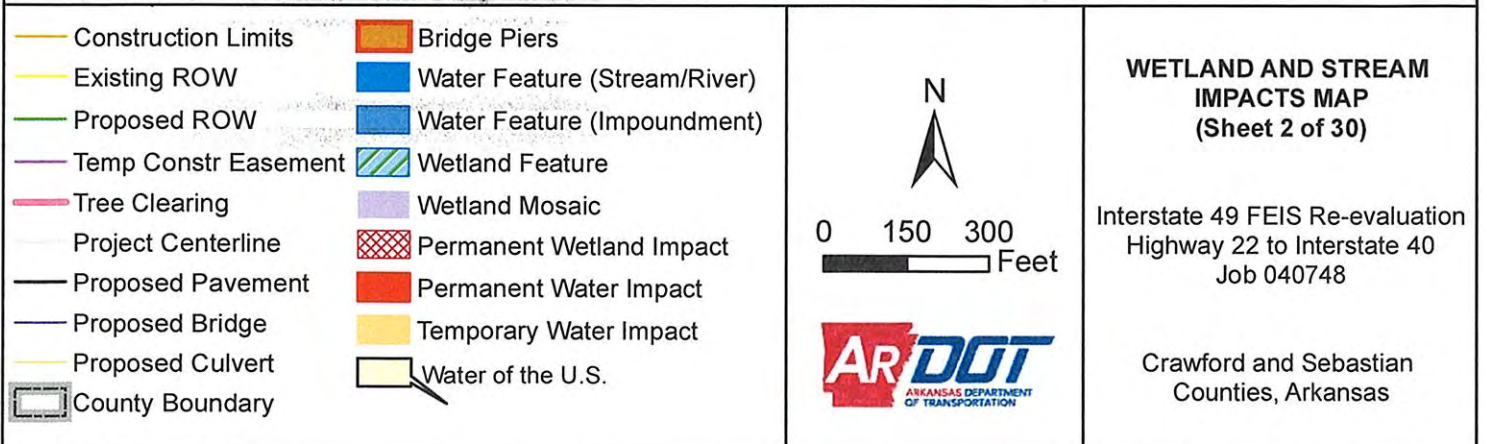 Construction Limits
Existing ROW
Proposed ROW
Temp Constr Easement
Tree Clearing
Project Centerline
Proposed Pavement
Proposed Bridge
Proposed Culvert
County Boundary
Bridge Piers
Water Feature (Stream/River)
Water Feature (Impoundment)
Wetland Feature
Wetland Mosaic
Permanent Wetland Impact
Permanent Water Impact
Temporary Water Impact
Water of the U.S.
N
0 150 300
Feet
ARDOT
ARKANSAS DEPARTMENT
OF TRANSPORTATION
WETLAND AND STREAM
IMPACTS MAP
(Sheet 2 of 30)
Interstate 49 FEIS Re-evaluation
Highway 22 to Interstate 40
Job 040748
Crawford and Sebastian
Counties, Arkansas